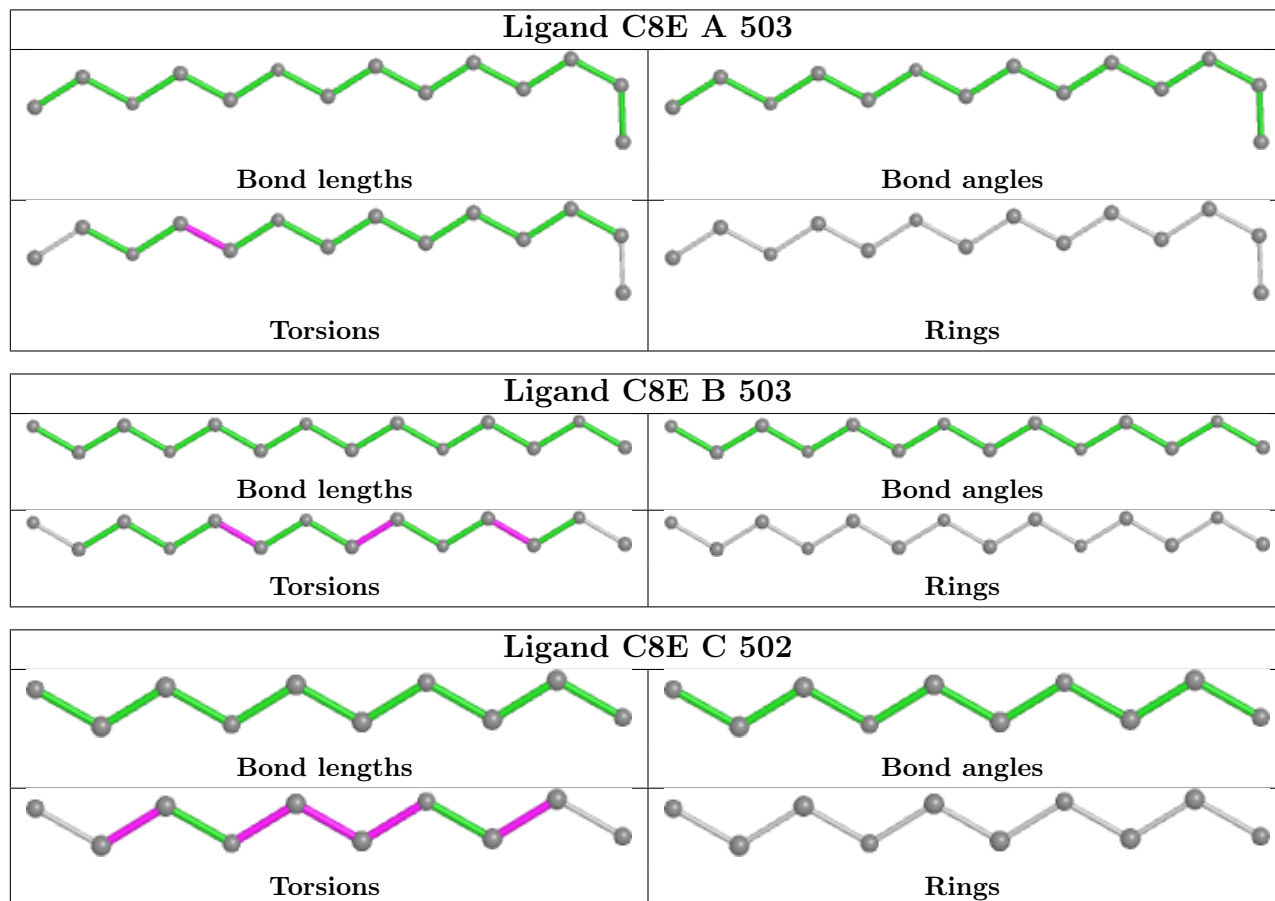 Ligand C8E A 503
Bond lengths Bond angles
Torsions Rings
Ligand C8E B 503
Bond lengths Bond angles
Torsions Rings
Ligand C8E C 502
Bond lengths Bond angles
Torsions Rings